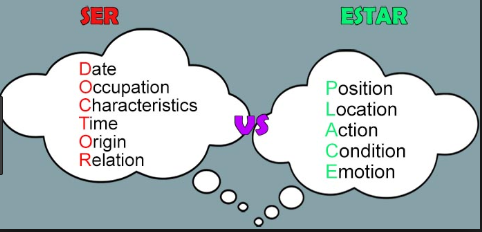 SER
Date
Occupation
Characteristics
Time
Origin
Relation
VS
ESTAR
Position
Location
Action
Condition
Emotion